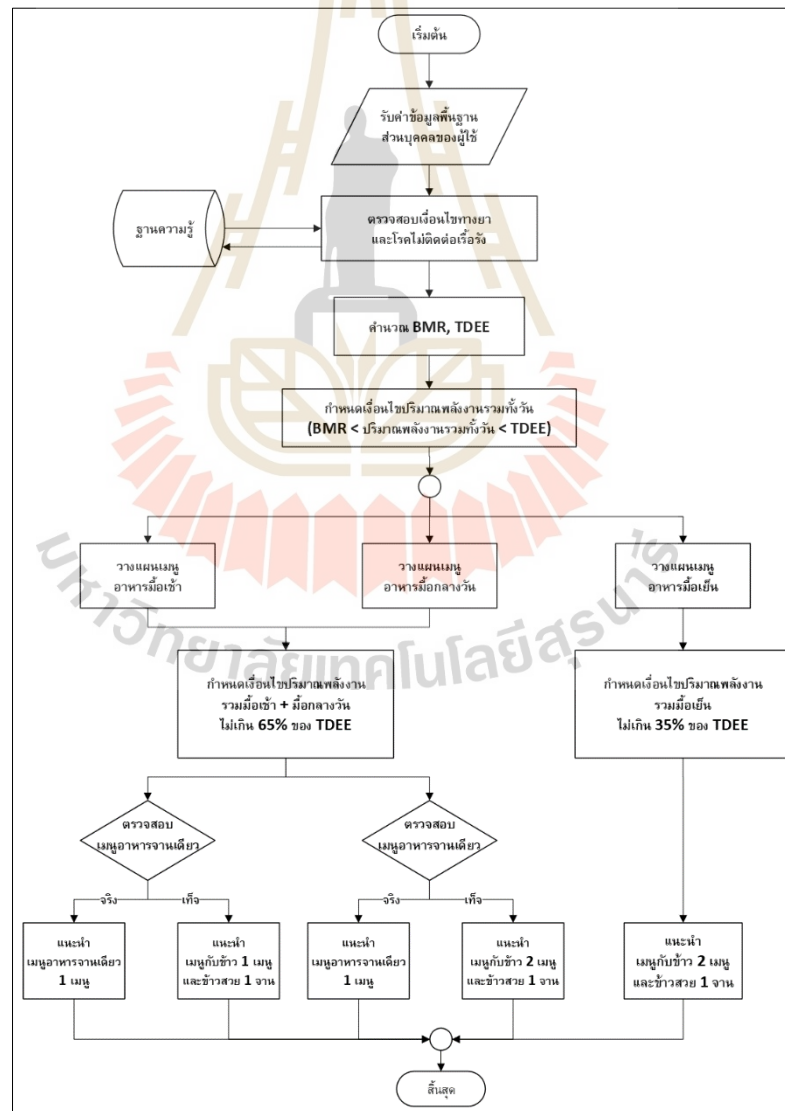 เริ่มต้น
รับค่าข้อมูลพื้นฐาน
ส่วนบุคคลของผู้ใช้
ฐานความรู้
ตรวจสอบเงื่อนไขทางยา
และโรคไม่ติดต่อเรื้อรัง
คำนวณ BMR, TDEE
กำหนดเงื่อนไขปริมาณพลังงานรวมทั้งวัน
(BMR < ปริมาณพลังงานรวมทั้งวัน < TDEE)
วางแผนเมนู
อาหารมื้อเช้า
วางแผนเมนู
อาหารมื้อกลางวัน
วางแผนเมนู
อาหารมื้อเย็น
มหาวิทยาลัยเทคโนโลยีสุรนารี
กำหนดเงื่อนไขปริมาณพลังงาน
รวมมื้อเช้า + มื้อกลางวัน
ไม่เกิน 65% ของ TDEE
กำหนดเงื่อนไขปริมาณพลังงาน
รวมมื้อเย็น
ไม่เกิน 35% ของ TDEE
ตรวจสอบ
เมนูอาหารจานเดียว
ตรวจสอบ
เมนูอาหารจานเดียว
จริง
เท็จ
จริง
เท็จ
แนะนำ
เมนูอาหารจานเดียว
1 เมนู
แนะนำ
เมนูกับข้าว 1 เมนู
และข้าวสวย 1 จาน
แนะนำ
เมนูอาหารจานเดียว
1 เมนู
แนะนำ
เมนูกับข้าว 2 เมนู
และข้าวสวย 1 จาน
แนะนำ
เมนูกับข้าว 2 เมนู
และข้าวสวย 1 จาน
สิ้นสุด